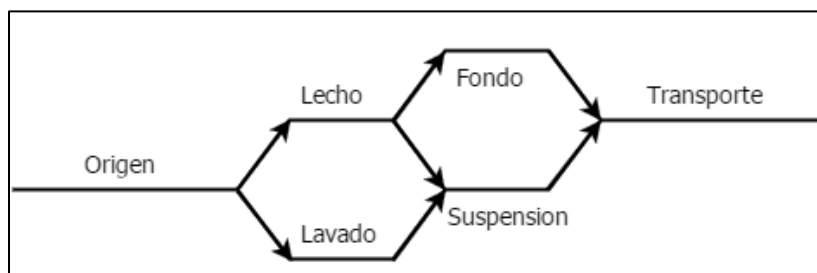 Origen
Lecho
Lavado
Fondo
Suspension
Transporte